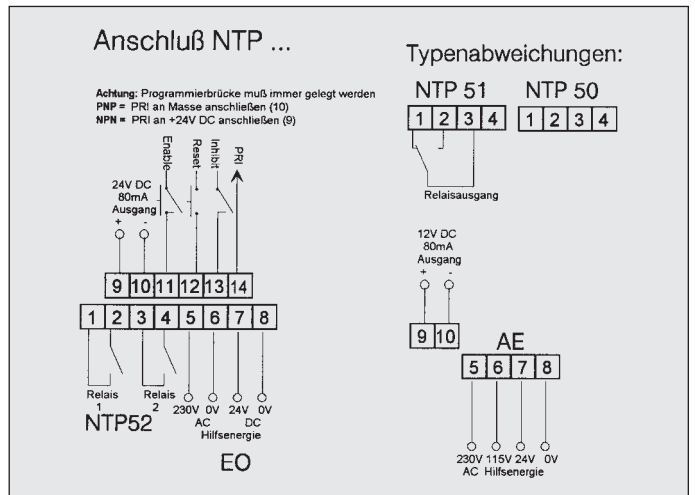 Anschluß NTP ...
Achtung: Programmierbrücke muß immer gelegt werden
PNP = PRI an Masse anschließen (10)
NPN = PRI an +24V DC anschließen (9)
Enable
Reset
Inhibit
PRI
24V DC
80mA
Ausgang
+ -
9 10 11 12 13 14
1 2 3 4 5 6 7 8
Relais
1
Relais
2
230V 0V 24V 0V
AC DC
Hilfsenergie
NTP52
EO
Typenabweichungen:
NTP 51
1 2 3 4
Relaisausgang
NTP 50
1 2 3 4
12V DC
80mA
Ausgang
+ -
9 10
AE
5 6 7 8
230V 115V 24V 0V
AC Hilfsenergie